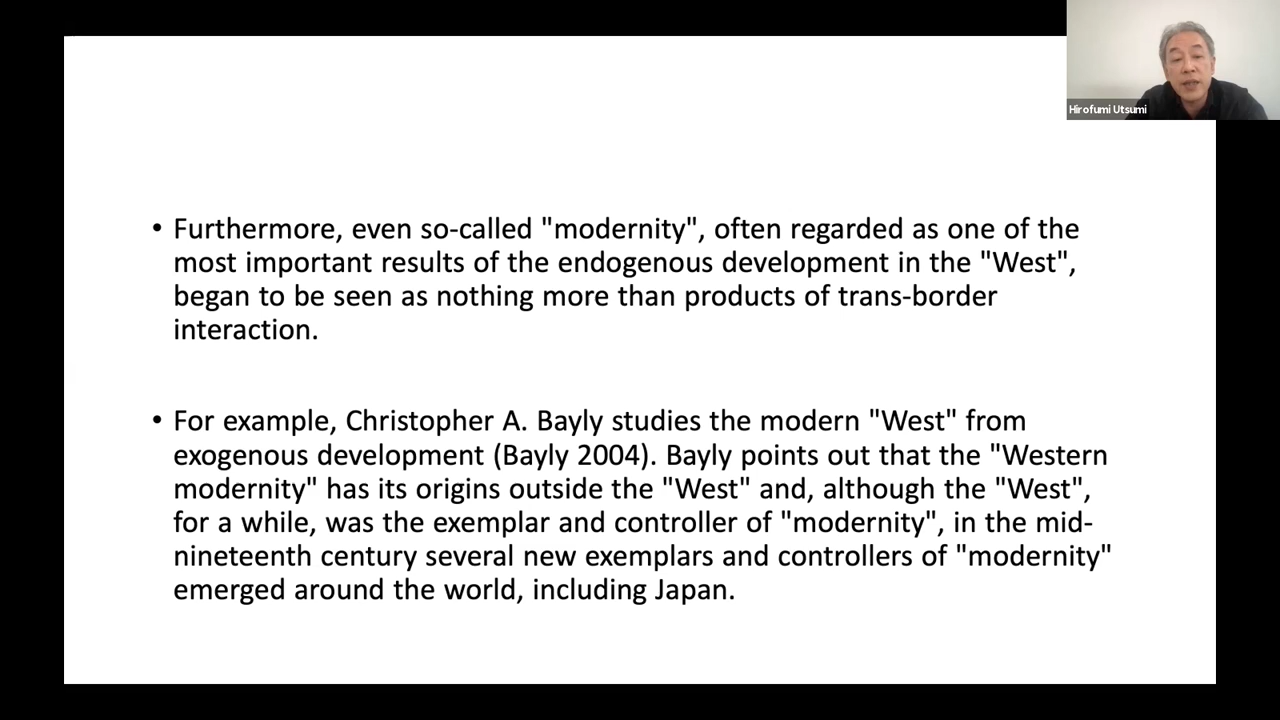 Hirofumi Utsumi
• Furthermore, even so-called "modernity", often regarded as one of the
most important results of the endogenous development in the "West",
began to be seen as nothing more than products of trans-border
interaction.
• For example, Christopher A. Bayly studies the modern "West" from
exogenous development (Bayly 2004). Bayly points out that the "Western
modernity" has its origins outside the "West" and, although the "West",
for a while, was the exemplar and controller of "modernity", in the mid-
nineteenth century several new exemplars and controllers of "modernity"
emerged around the world, including Japan.